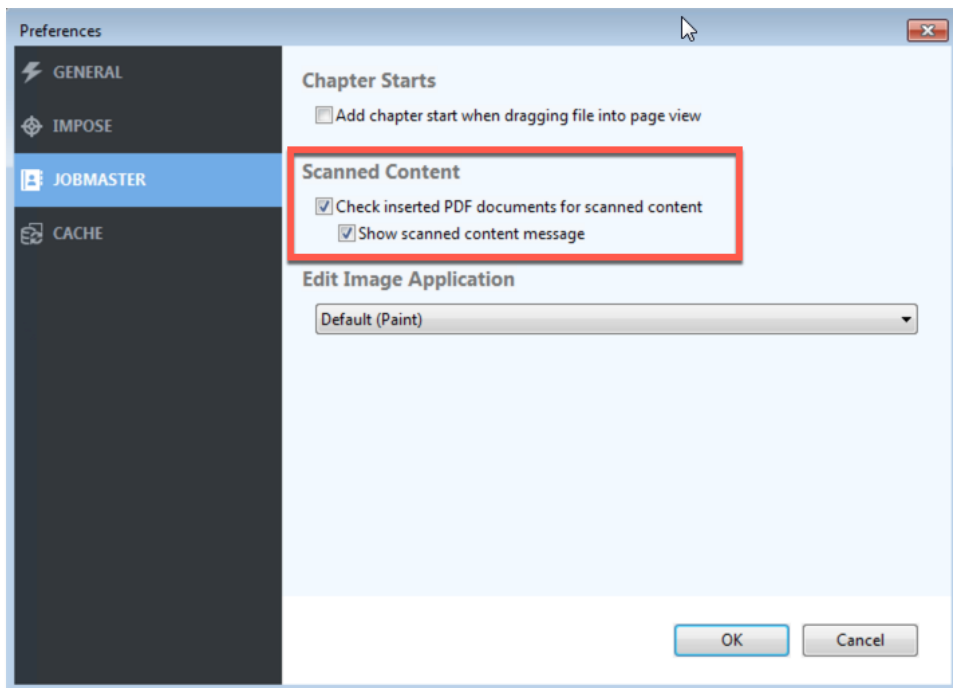 Preferences
GENERAL
IMPOSE
JOBMASTER
CACHE
Chapter Starts
Add chapter start when dragging file into page view
Scanned Content
Check inserted PDF documents for scanned content
Show scanned content message
Edit Image Application
Default (Paint)
OK
Cancel